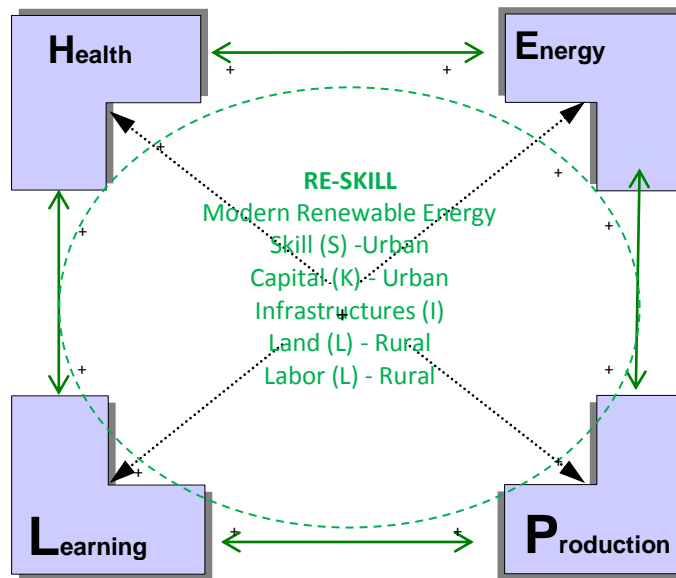 Health
Energy
+ +
+
+
RE-SKILL
Modern Renewable Energy
+ Skill (S) -Urban +
Capital (K) - Urban
Infrastructures (I)
+
Land (L) - Rural
+ Labor (L) - Rural +
+ +
Learning
+ +
Production